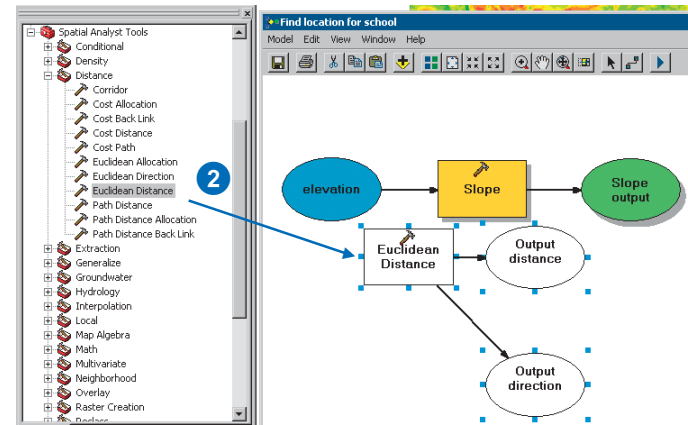 Spatial Analyst Tools
Conditional
Density
Distance
Corridor
Cost Allocation
Cost Back Link
Cost Distance
Cost Path
Euclidean Allocation
Euclidean Direction
Euclidean Distance
Path Distance
Path Distance Allocation
Path Distance Back Link
Extraction
Generalize
Groundwater
Hydrology
Interpolation
Local
Map Algebra
Math
Multivariate
Neighborhood
Overlay
Raster Creation
Reclass
2
Find location for school
Model Edit View Window Help
elevation
Slope
Slope
output
Euclidean
Distance
Output
distance
Output
direction